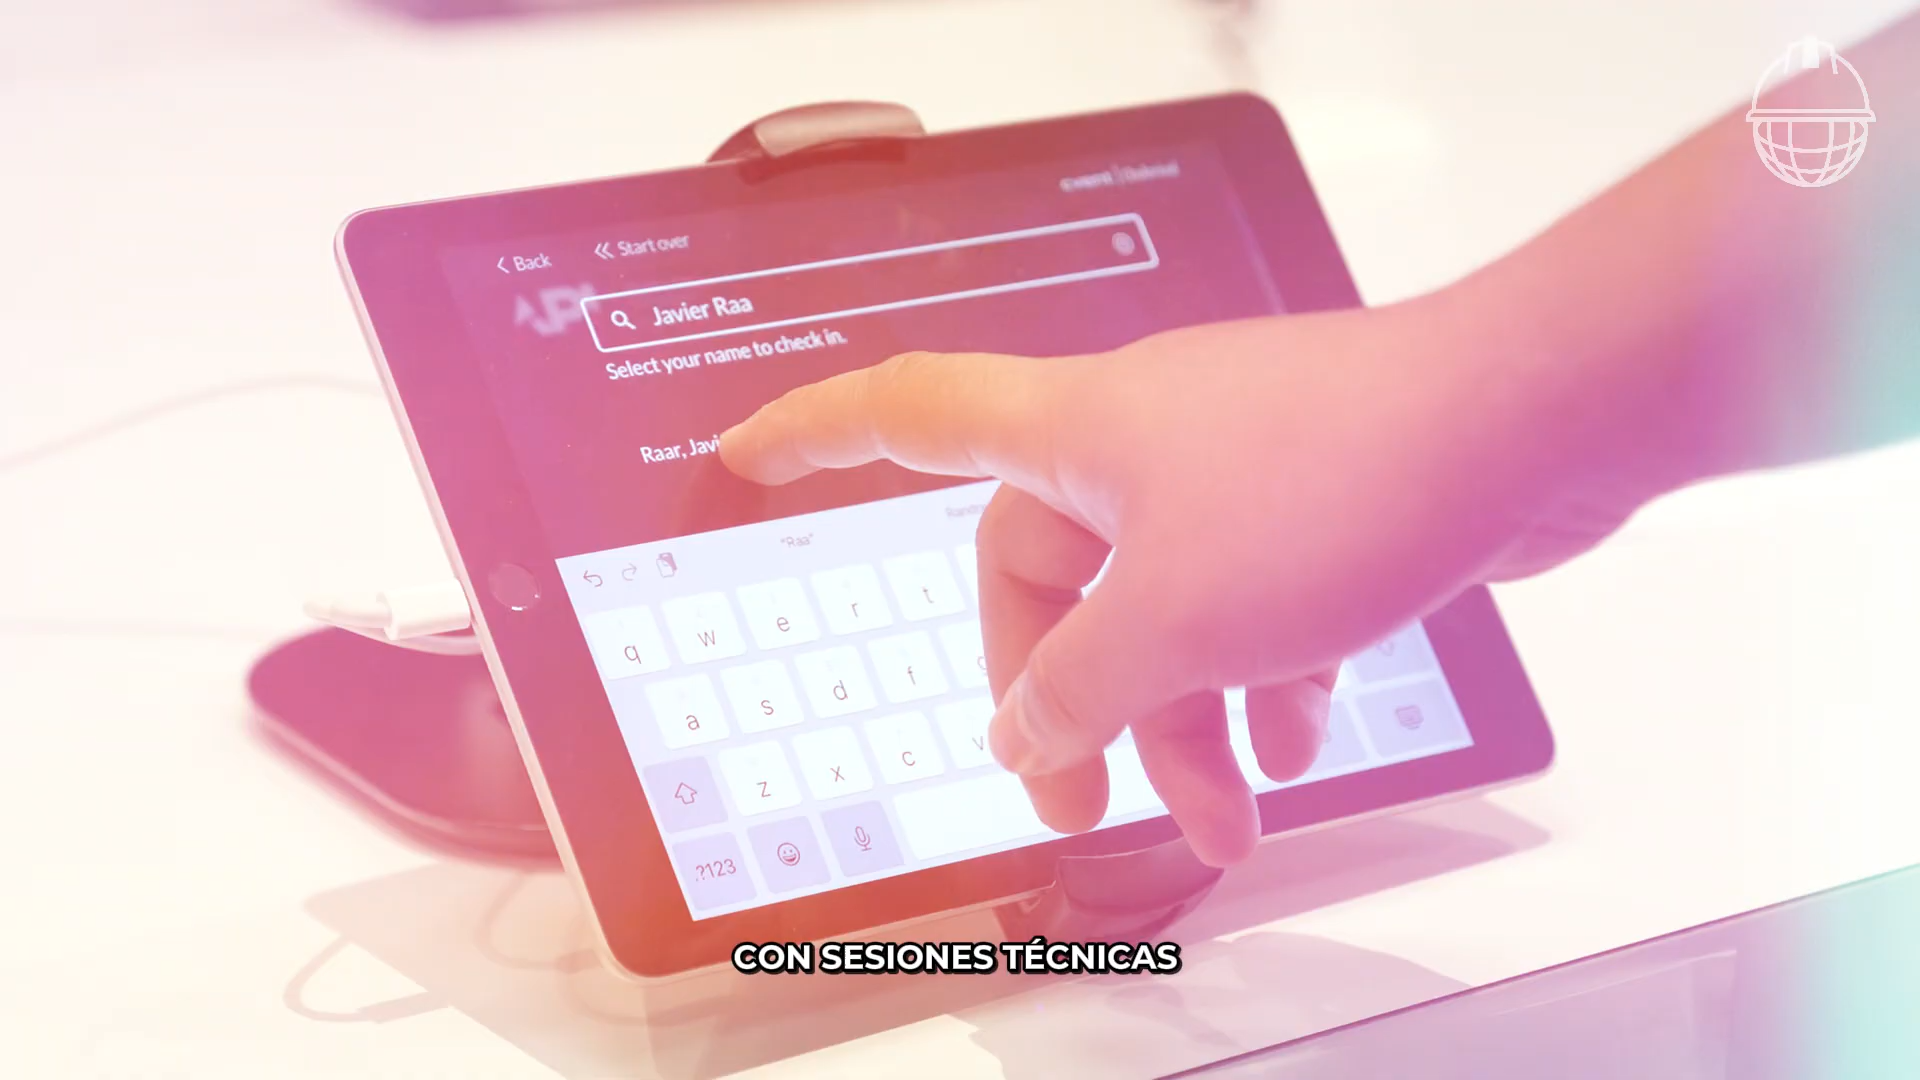 Back
Start over
Javier Raa
Select your name to check in.
Raar, Javi
"Raa"
q w e r t
a s d f g
z x c v
.?123
CON SESIONES TÉCNICAS